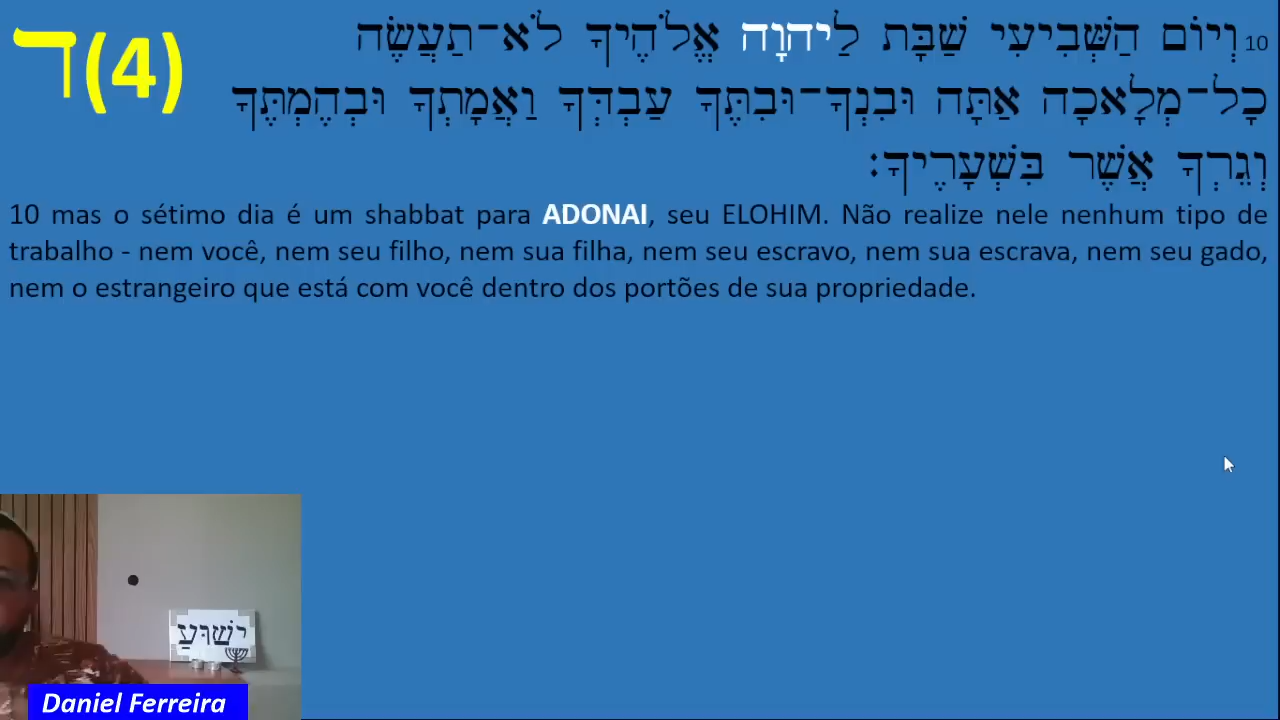 ד(4)
10 וְיוֹם הַשְּׁבִיעִי שַׁבָּת לַיהוָה אֱלֹהֶיךָ לֹא־תַעֲשֶׂה
כָל־מְלָאכָה אַתָּה וּבִנְךָ־וּבִתֶּךָ עַבְדְּךָ וַאֲמָתְךָ וּבְהֶמְתֶּךָ
וְגֵרְךָ אֲשֶׁר בִּשְׁעָרֶיךָ׃
10 mas o sétimo dia é um shabbat para ADONAI, seu ELOHIM. Não realize nele nenhum tipo de
trabalho - nem você, nem seu filho, nem sua filha, nem seu escravo, nem sua escrava, nem seu gado,
nem o estrangeiro que está com você dentro dos portões de sua propriedade.
יֵשׁוּעַ
Daniel Ferreira